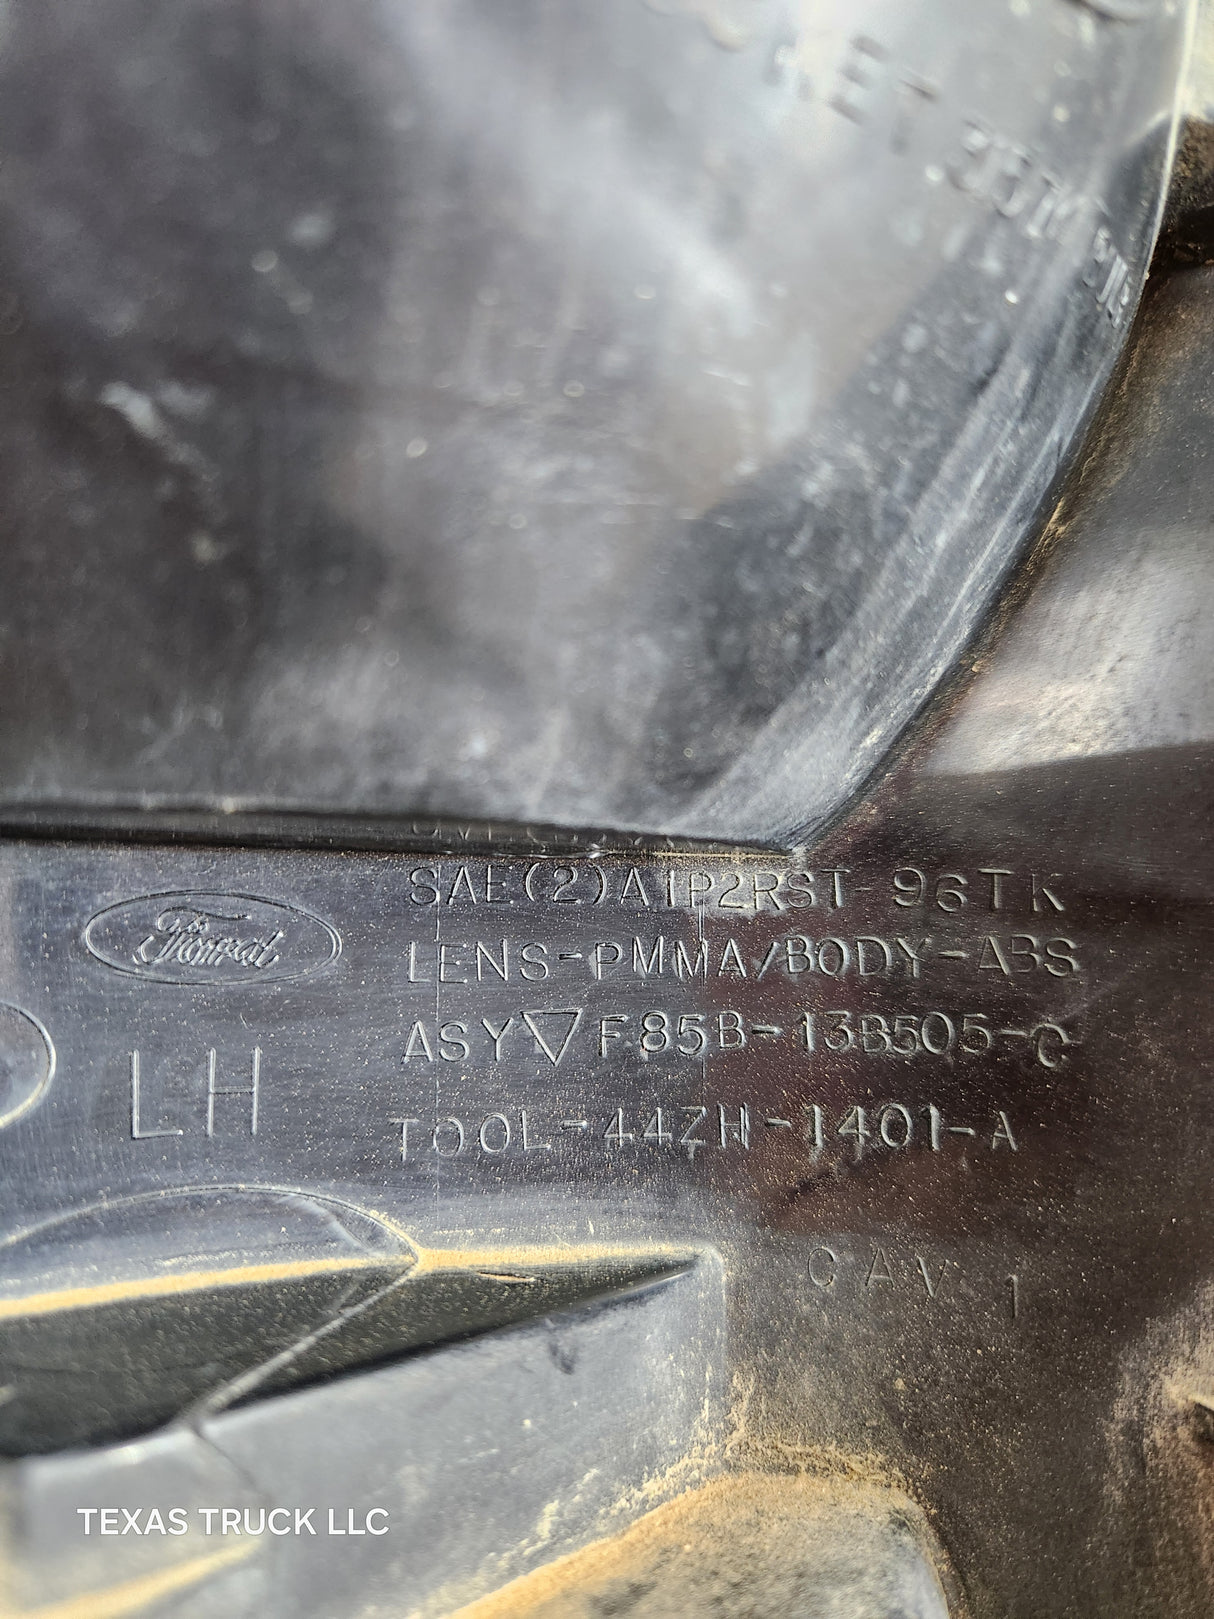 SAE(2)AIP2RST-96TK
Ford
LENS-PMMA/BODY-ABS
ASY▽F85B-13B505-C
LH
TOOL-44ZH-1401-A
CAV 1
TEXAS TRUCK LLC